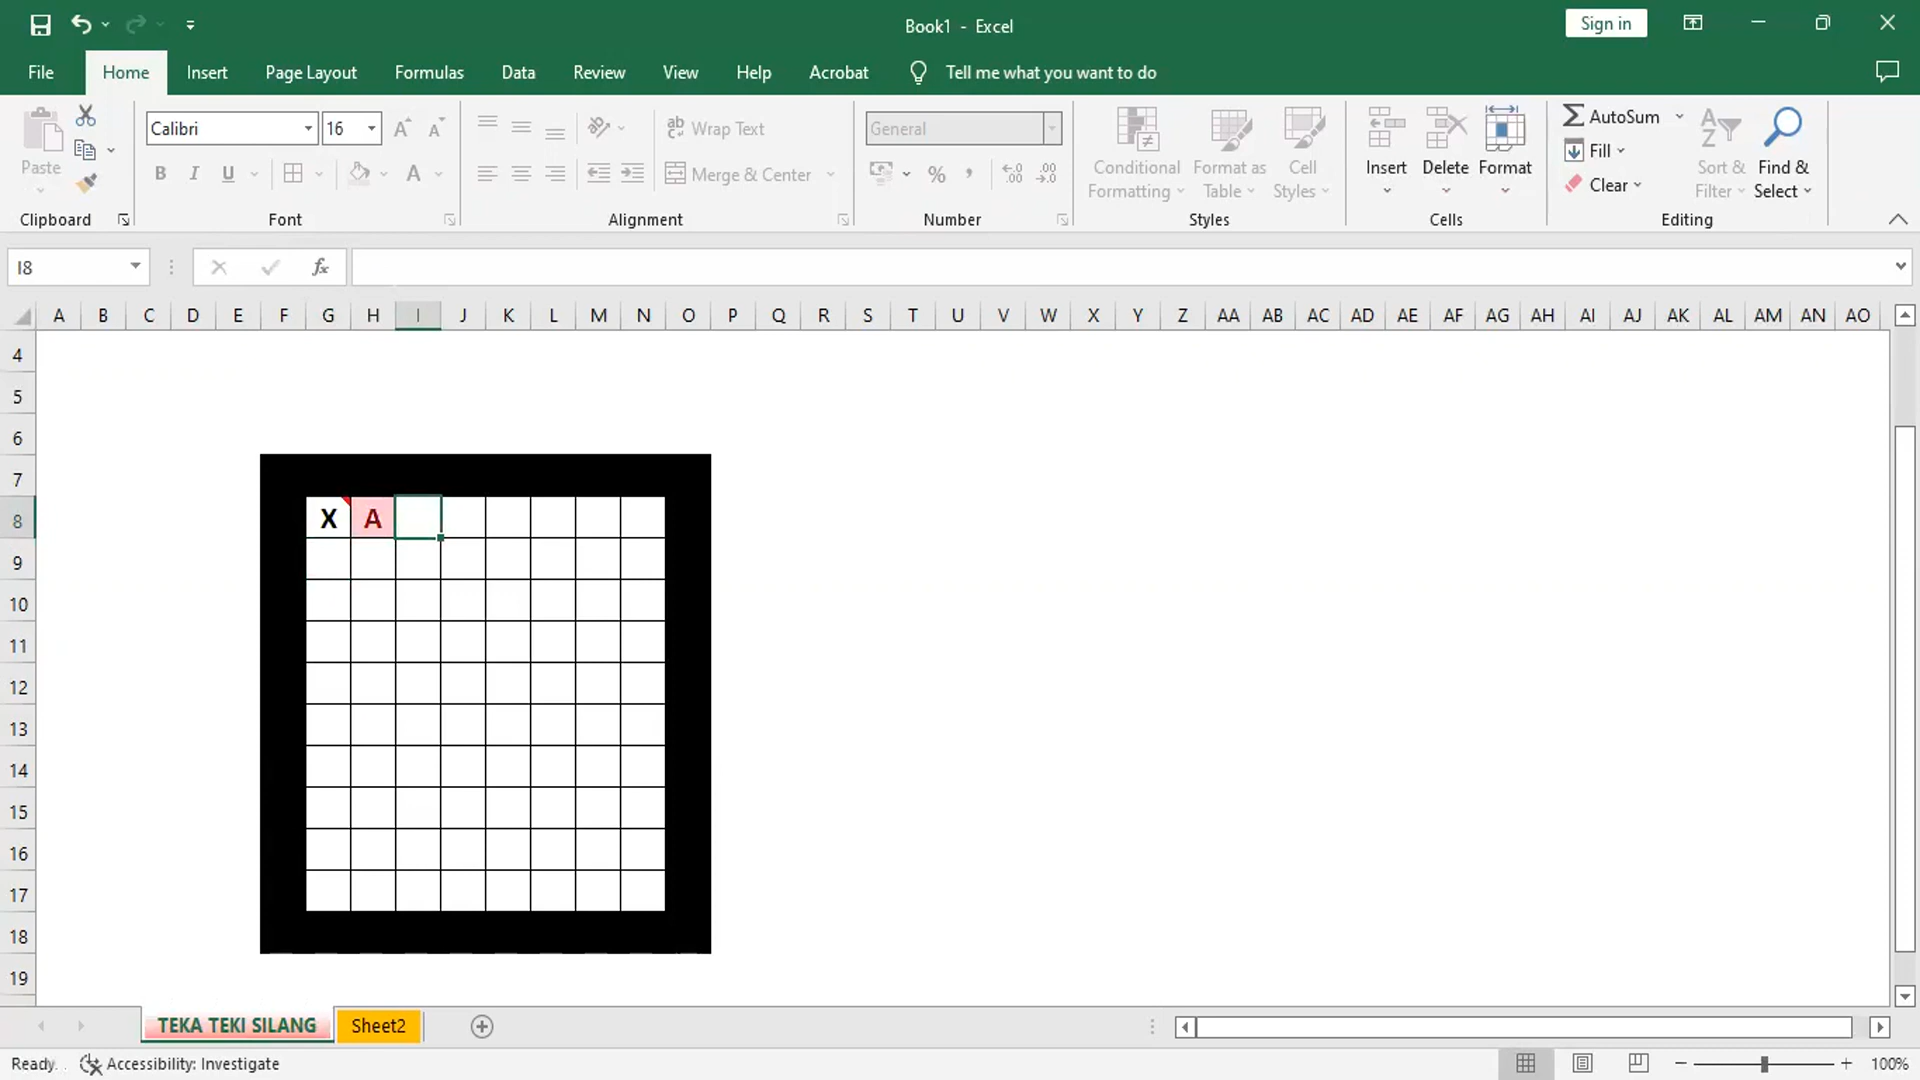 Book1 - Excel
Sign in
File Home Insert Page Layout Formulas Data Review View Help Acrobat Tell me what you want to do
Paste
Clipboard
Calibri 16
B I U A
Font
ab Wrap Text
Merge & Center
Alignment
General
%
Number
Conditional Formatting
Format as Table
Cell Styles
Styles
Insert
Delete
Format
Cells
AutoSum
Fill
Clear
Sort & Filter
Find & Select
Editing
I8 fx
A B C D E F G H I J K L M N O P Q R S T U V W X Y Z AA AB AC AD AE AF AG AH AI AJ AK AL AM AN AO
4
5
6
7
8 X A
9
10
11
12
13
14
15
16
17
18
19
TEKA TEKI SILANG Sheet2
Ready Accessibility: Investigate 100%